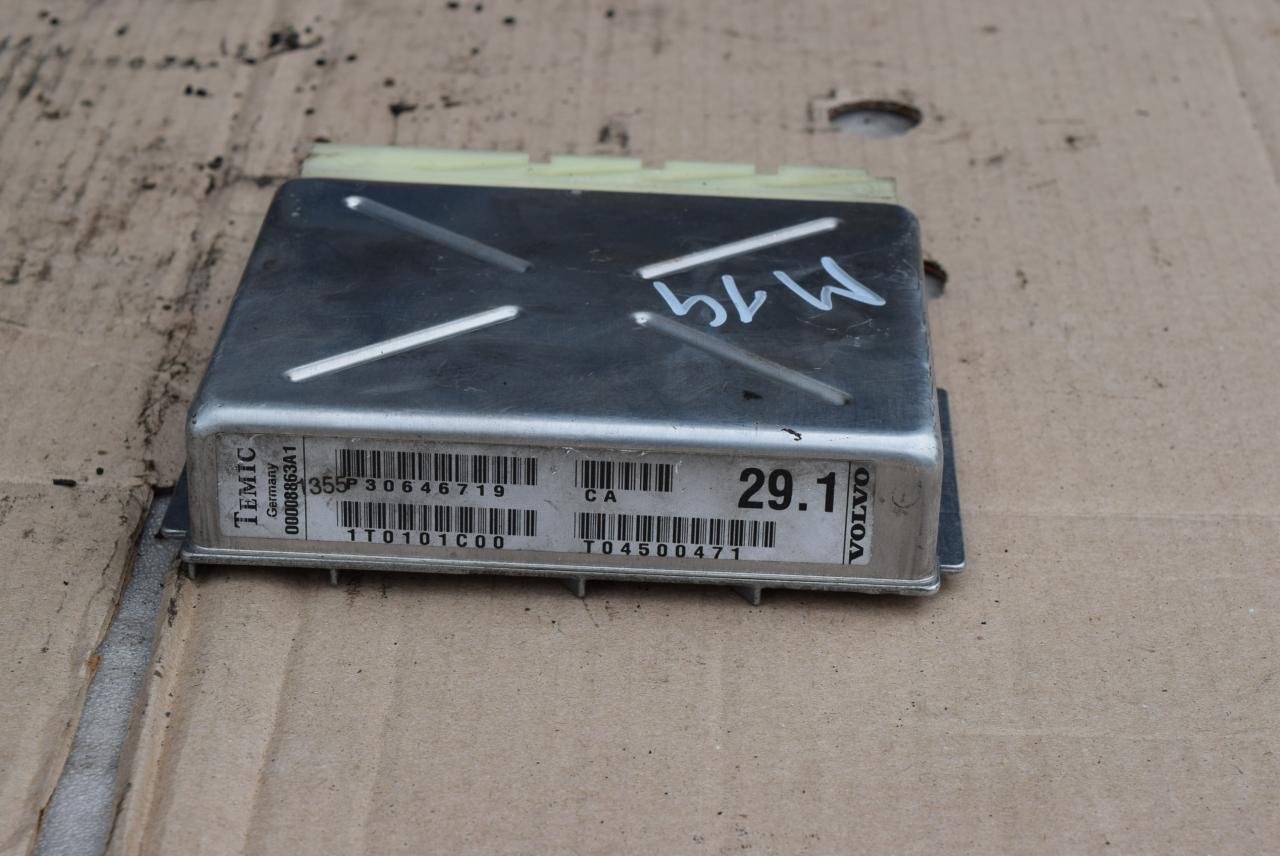 M19
TEMIC
Germany
00008863A1
1355
P30646719
CA
29.1
VOLVO
1T0101C00
T04500471